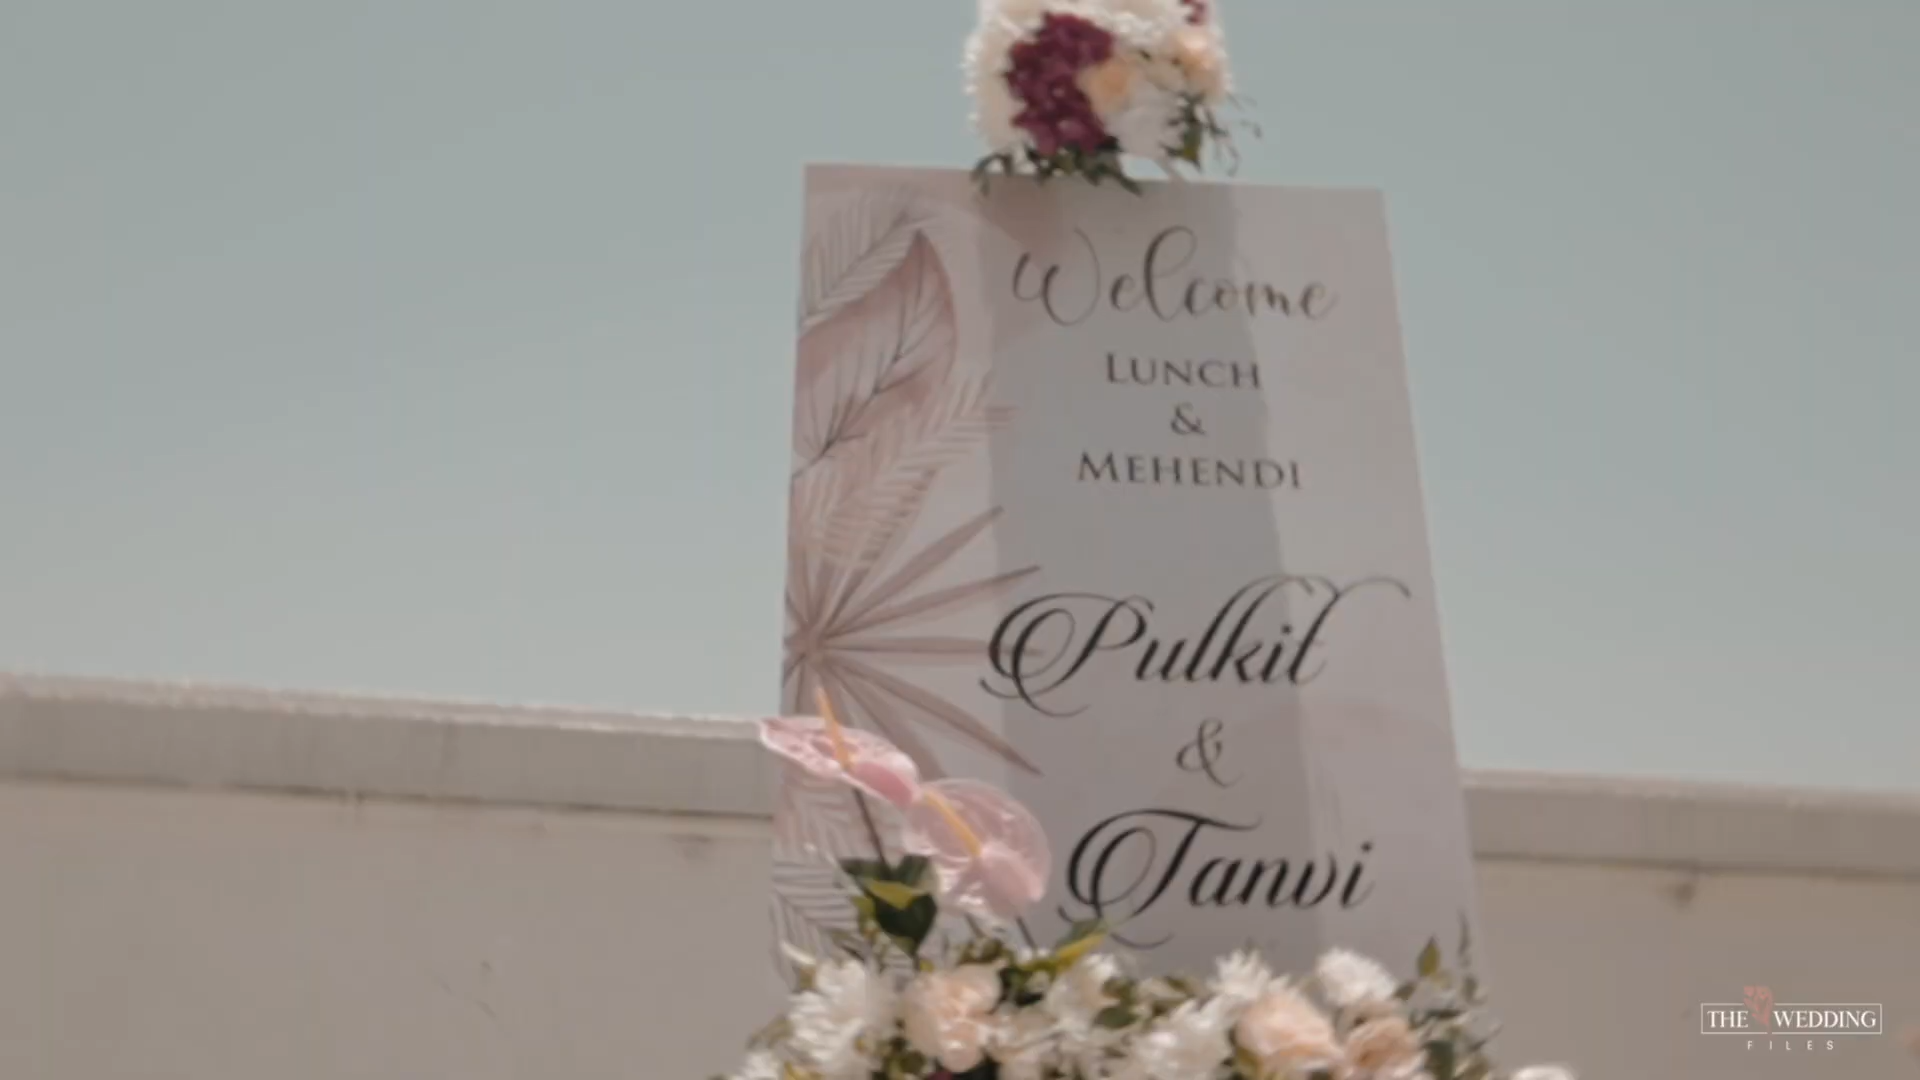 Welcome
LUNCH
&
MEHENDI
Pulkit
&
Tanvi
THE WEDDING
FILES